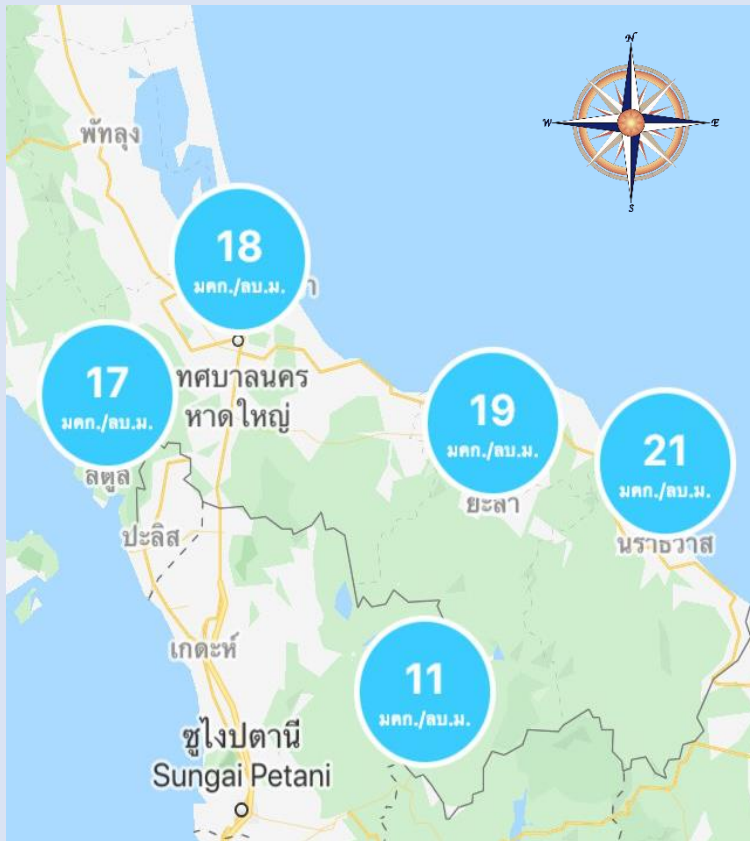 N
W
E
S
พัทลุง
18
มคก./ลบ.ม.
า
17
มคก./ลบ.ม.
ทศบาลนคร
หาดใหญ่
19
มคก./ลบ.ม.
21
มคก./ลบ.ม.
สตูล
ยะลา
ปะลิส
นราธิวาส
เกดะห์
11
มคก./ลบ.ม.
ซูไงปตานี
Sungai Petani